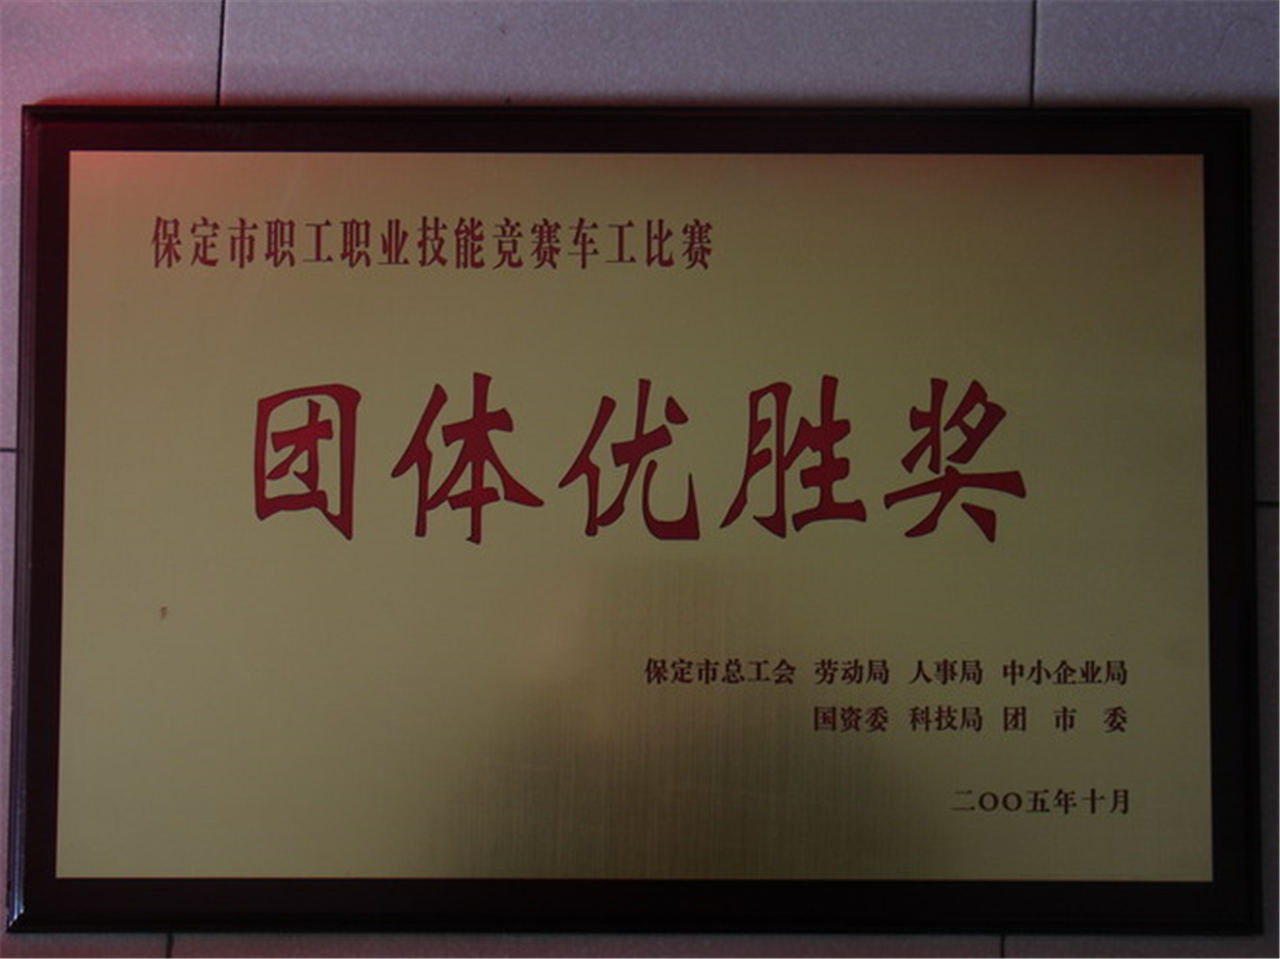 保定市职工职业技能竞赛车工比赛
团体优胜奖
保定市总工会 劳动局 人事局 中小企业局
国资委 科技局 团市委
二〇〇五年十月